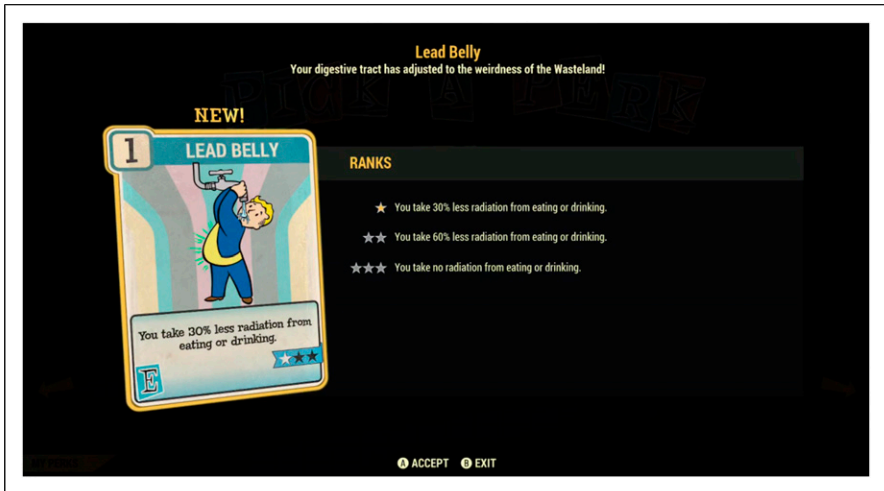 Lead Belly
Your digestive tract has adjusted to the weirdness of the Wasteland!
PICK A PERK
NEW!
1
LEAD BELLY
You take 30% less radiation from
eating or drinking.
E
RANKS
You take 30% less radiation from eating or drinking.
You take 60% less radiation from eating or drinking.
You take no radiation from eating or drinking.
A ACCEPT B EXIT